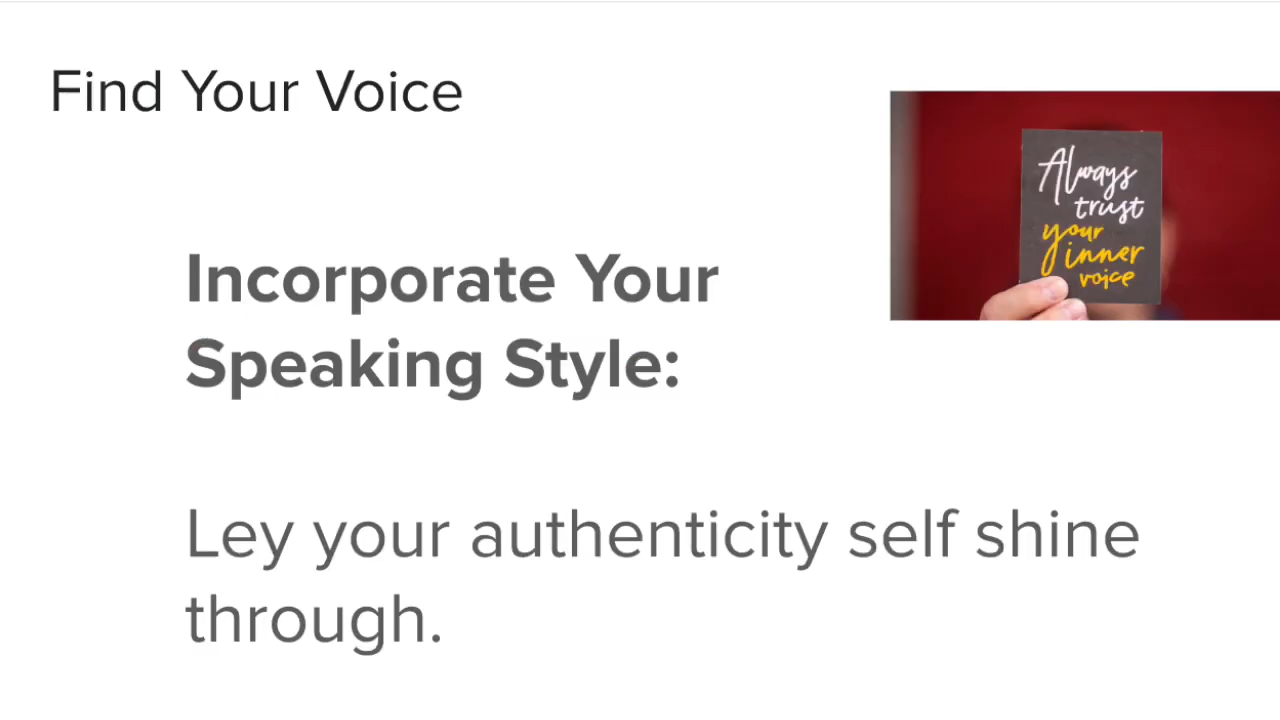 Find Your Voice
Always
trust
your
inner
voice
Incorporate Your
Speaking Style:
Ley your authenticity self shine
through.